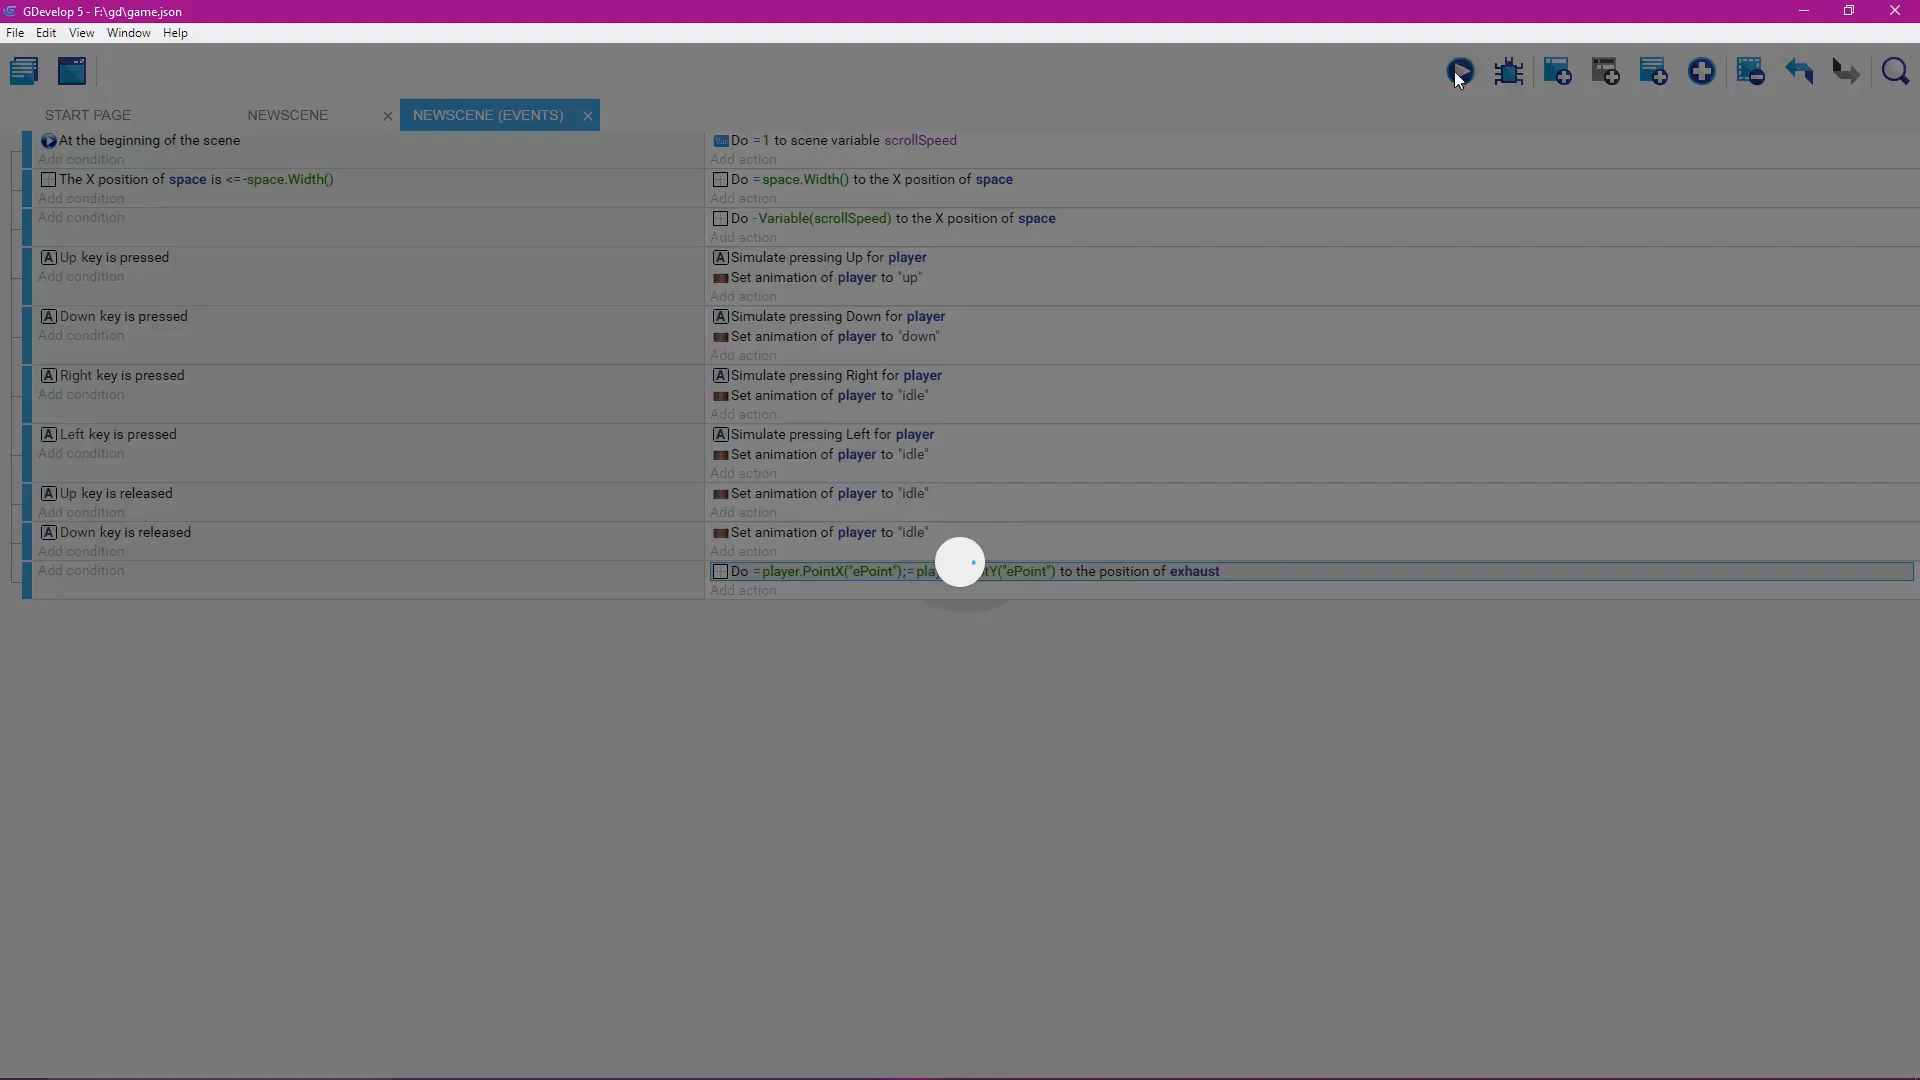 GDevelop 5 - F:\gd\game.json
File Edit View Window Help
START PAGE NEWSCENE × NEWSCENE (EVENTS) ×
At the beginning of the scene
Add condition
Var Do =1 to scene variable scrollSpeed
Add action
The X position of space is <=-space.Width()
Add condition
Do =space.Width() to the X position of space
Add action
Add condition
Do -Variable(scrollSpeed) to the X position of space
Add action
A Up key is pressed
Add condition
A Simulate pressing Up for player
Set animation of player to "up"
Add action
A Down key is pressed
Add condition
A Simulate pressing Down for player
Set animation of player to "down"
Add action
A Right key is pressed
Add condition
A Simulate pressing Right for player
Set animation of player to "idle"
Add action
A Left key is pressed
Add condition
A Simulate pressing Left for player
Set animation of player to "idle"
Add action
A Up key is released
Add condition
Set animation of player to "idle"
Add action
A Down key is released
Add condition
Set animation of player to "idle"
Add action
Add condition
Do =player.PointX("ePoint");= ("ePoint") to the position of exhaust
Add action